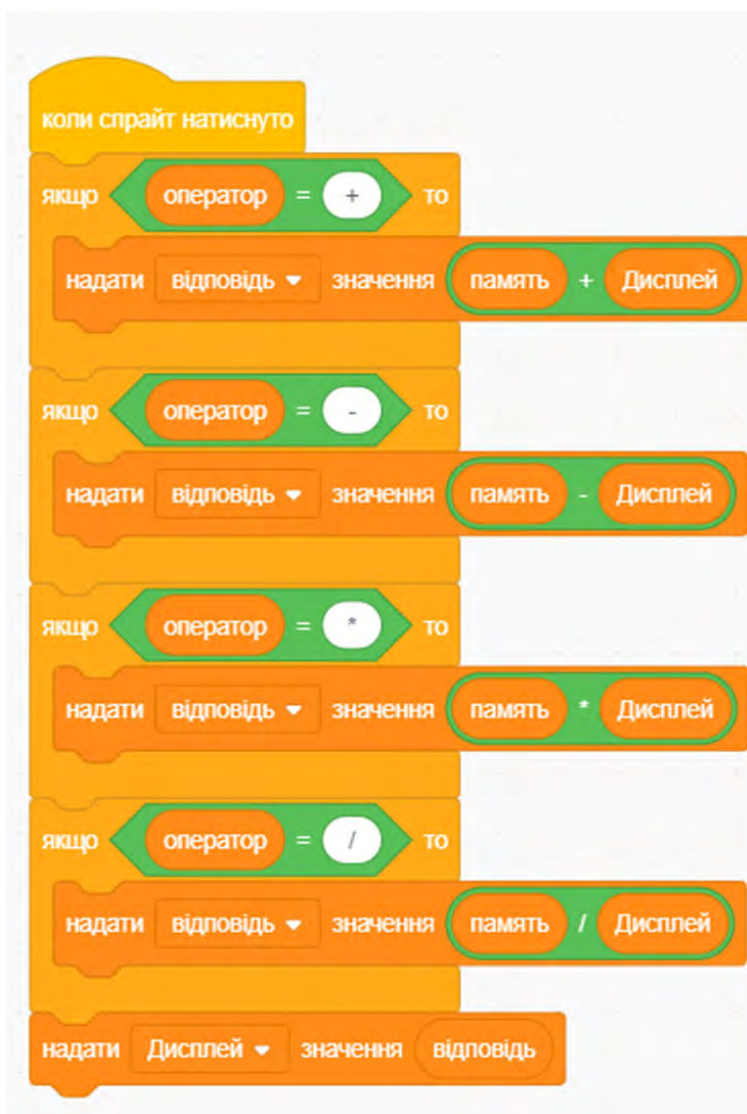 коли спрайт натиснуто
якщо оператор = + то
надати відповідь значення память + Дисплей
якщо оператор = - то
надати відповідь значення память - Дисплей
якщо оператор = * то
надати відповідь значення память * Дисплей
якщо оператор = / то
надати відповідь значення память / Дисплей
надати Дисплей значення відповідь